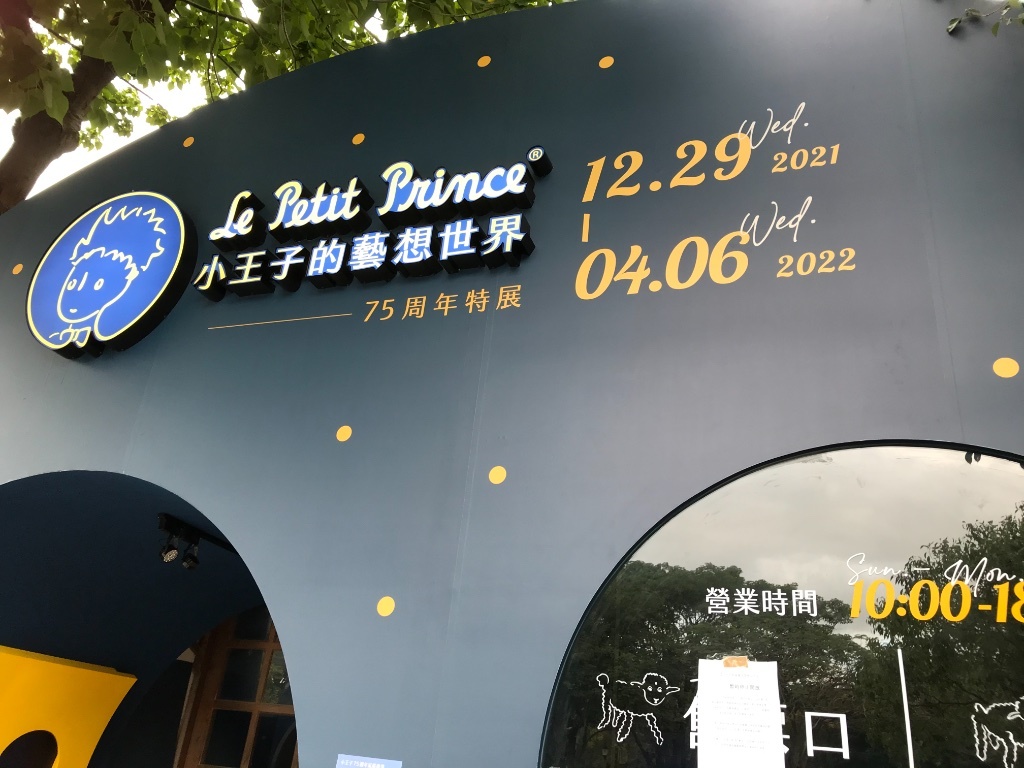 Le Petit Prince®
小王子的藝想世界
75周年特展
12.29 Wed. 2021
04.06 Wed. 2022
Sun - Mon.
營業時間 10:00-18
口